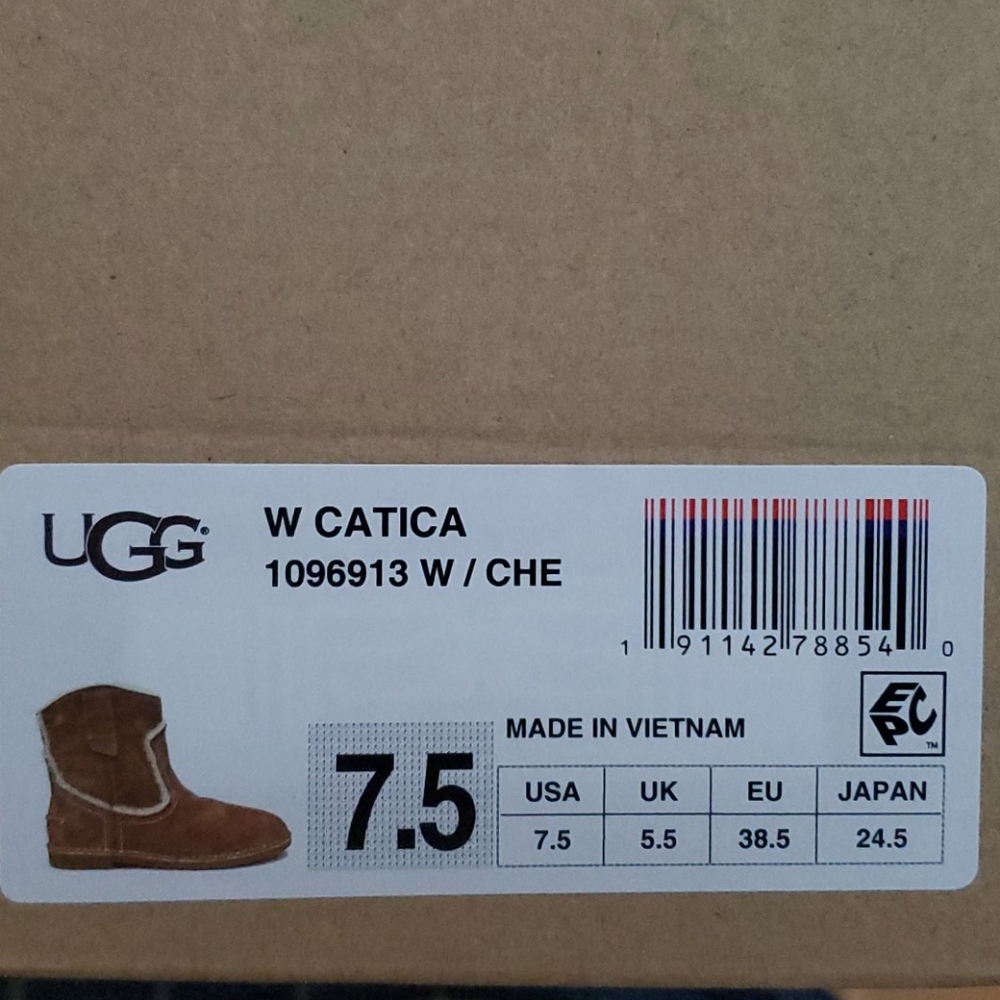 UGG®
W CATICA
1096913 W / CHE
1 91142 78854 0
EPC™
MADE IN VIETNAM
7.5
USA UK EU JAPAN
7.5 5.5 38.5 24.5